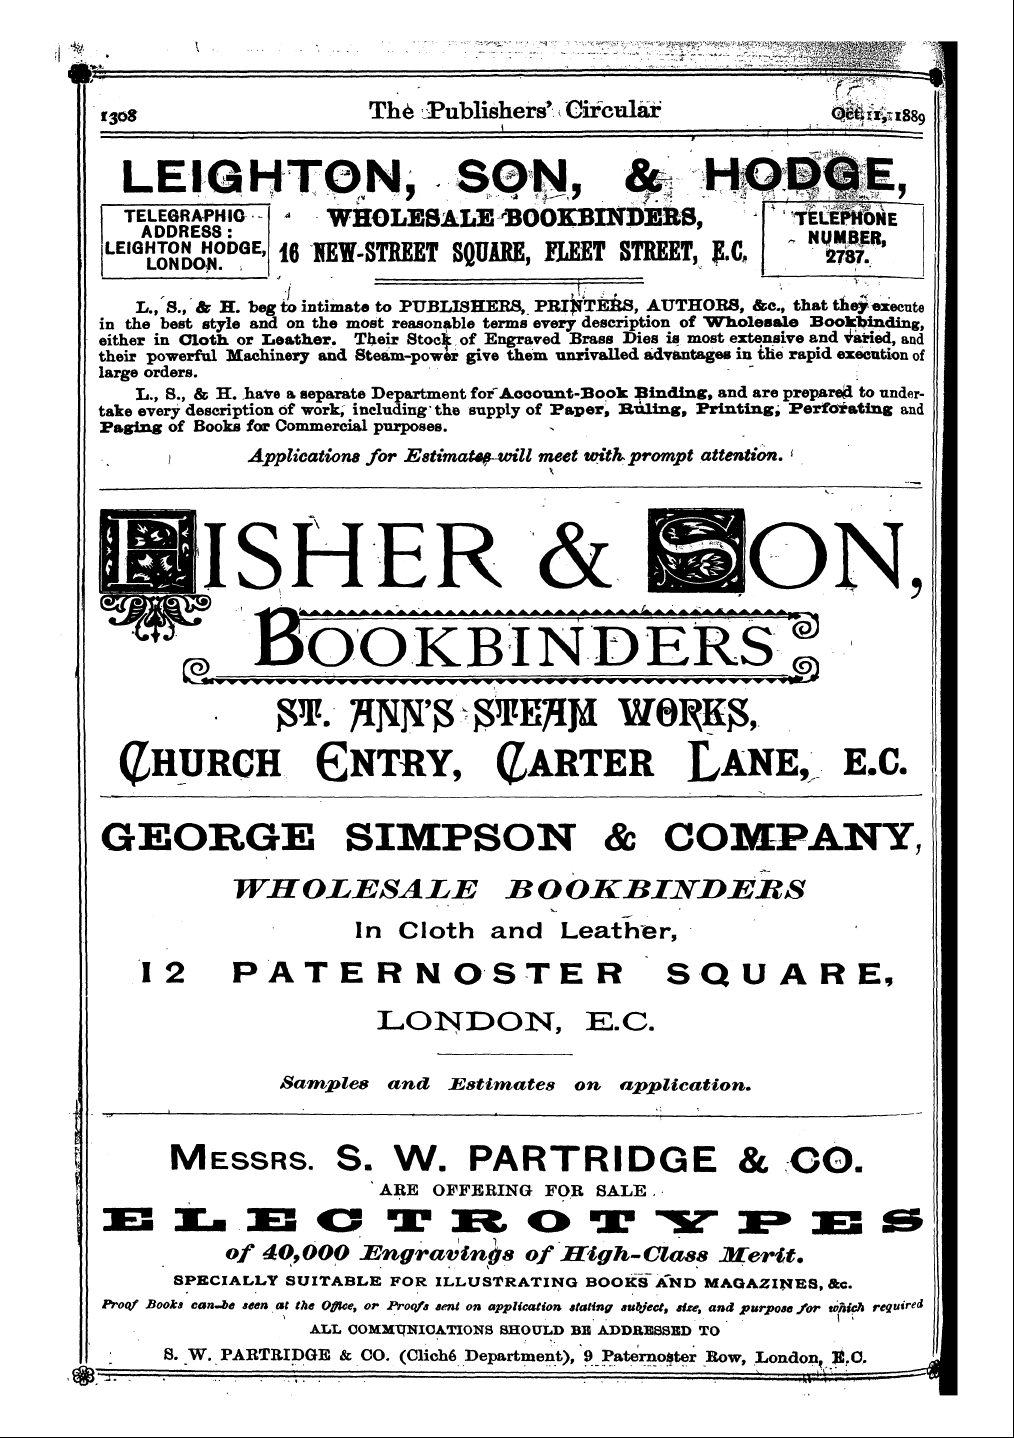 1308 The Publishers' Circular Oct. 11, 1889
LEIGHTON, SON, & HODGE,
TELEGRAPHIC
ADDRESS:
LEIGHTON HODGE,
LONDON.
WHOLESALE BOOKBINDERS,
16 NEW-STREET SQUARE, FLEET STREET, E.C.
TELEPHONE
NUMBER,
2787.
L., S., & H. beg to intimate to PUBLISHERS, PRINTERS, AUTHORS, &c., that they execute
in the best style and on the most reasonable terms every description of Wholesale Bookbinding,
either in Cloth or Leather. Their Stock of Engraved Brass Dies is most extensive and varied, and
their powerful Machinery and Steam-power give them unrivalled advantages in the rapid execution of
large orders.
L., S., & H. have a separate Department for Account-Book Binding, and are prepared to under-
take every description of work, including the supply of Paper, Ruling, Printing, Perforating and
Paging of Books for Commercial purposes.
Applications for Estimates will meet with prompt attention.
FISHER & SON,
BOOKBINDERS
ST. ANN'S STEAM WORKS,
CHURCH ENTRY, CARTER LANE, E.C.
GEORGE SIMPSON & COMPANY,
WHOLESALE BOOKBINDERS
In Cloth and Leather,
12 PATERNOSTER SQUARE,
LONDON, E.C.
Samples and Estimates on application.
MESSRS. S. W. PARTRIDGE & CO.
ARE OFFERING FOR SALE
ELECTROTYPES
of 40,000 Engravings of High-Class Merit.
SPECIALLY SUITABLE FOR ILLUSTRATING BOOKS AND MAGAZINES, &c.
Proof Books can be seen at the Office, or Proofs sent on application stating subject, size, and purpose for which required
ALL COMMUNICATIONS SHOULD BE ADDRESSED TO
S. W. PARTRIDGE & CO. (Cliché Department), 9 Paternoster Row, London, E.C.